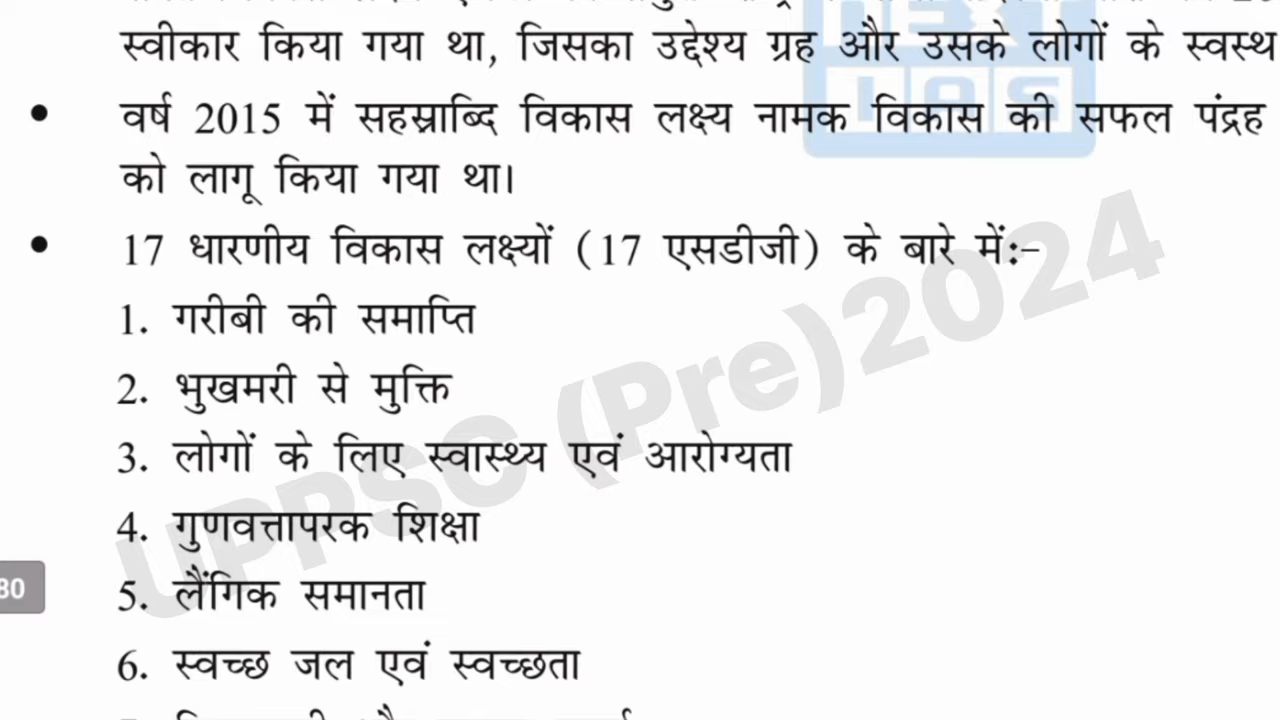 स्वीकार किया गया था, जिसका उद्देश्य ग्रह और उसके लोगों के स्वस्थ
• वर्ष 2015 में सहस्राब्दि विकास लक्ष्य नामक विकास की सफल पंद्रह
को लागू किया गया था।
• 17 धारणीय विकास लक्ष्यों (17 एसडीजी) के बारे में:-
1. गरीबी की समाप्ति
2. भुखमरी से मुक्ति
3. लोगों के लिए स्वास्थ्य एवं आरोग्यता
4. गुणवत्तापरक शिक्षा
80
5. लैंगिक समानता
6. स्वच्छ जल एवं स्वच्छता
UPPSC (Pre)2024